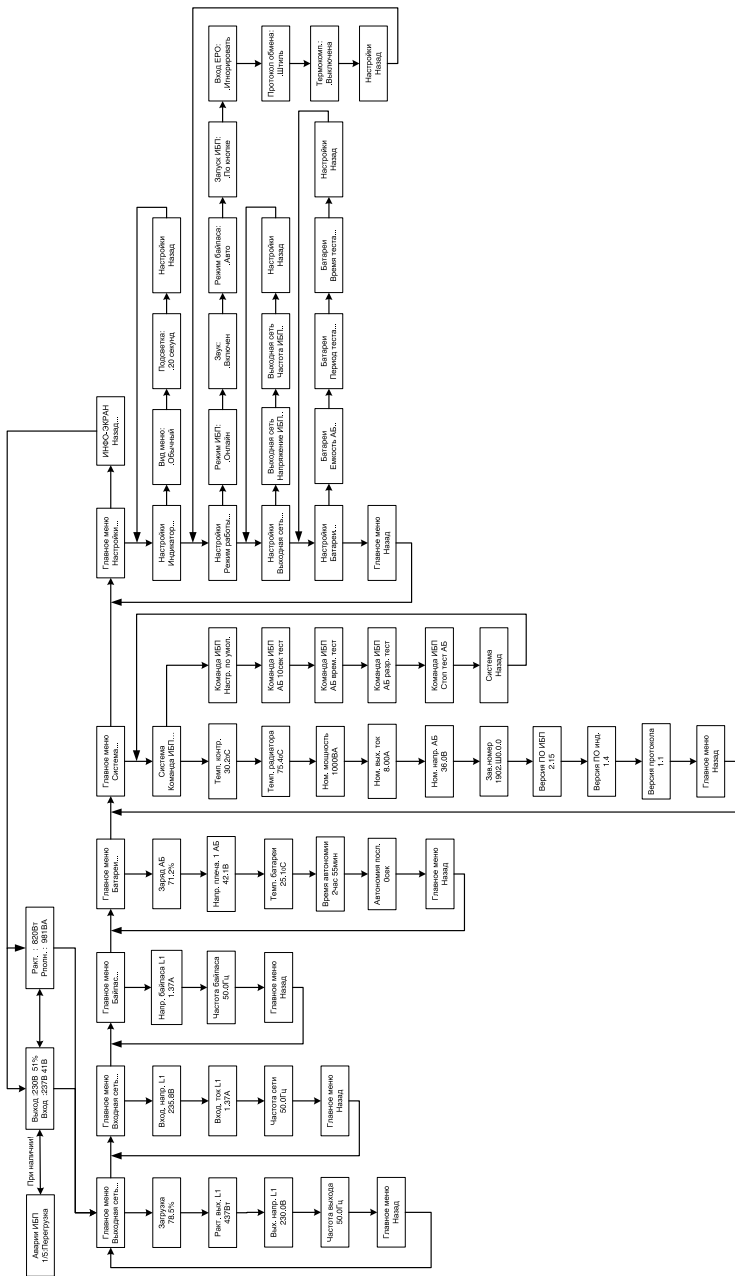 Аварии ИБП
1/5:Перегрузка
При наличии!
Выход :230В 51%
Вход :237В 41В
Pакт. : 820Вт
Pполн. : 981ВА
Главное меню
Выходная сеть...
Загрузка
78.5%
Pакт. вых. L1
437Вт
Вых. напр. L1
230.0В
Частота выхода
50.0Гц
Главное меню
Назад
Главное меню
Входная сеть...
Вход. напр. L1
235.8В
Вход. ток L1
1.37А
Частота сети
50.0Гц
Главное меню
Назад
Главное меню
Байпас...
Напр. байпаса L1
1.37А
Частота байпаса
50.0Гц
Главное меню
Назад
Главное меню
Батареи...
Заряд АБ
71.2%
Напр. плеча. 1 АБ
42.1В
Темп. батареи
25.1оС
Время автономии
2час 55мин
Автономия посл.
0сек
Главное меню
Назад
Главное меню
Система...
Система
Команда ИБП...
Темп. контр.
30.2оС
Темп. радиатора
75.4оС
Ном. мощность
1000ВА
Ном. вых. ток
8.00А
Ном. напр. АБ
36.0В
Зав.номер
1902.Ш0.0.0
Версия ПО ИБП
2.15
Версия ПО инд.
1.4
Версия протокола
1.1
Главное меню
Назад
Команда ИБП
Настр. по умол.
Команда ИБП
АБ 10сек тест
Команда ИБП
АБ врем. тест
Команда ИБП
АБ разр. тест
Команда ИБП
Стоп тест АБ
Система
Назад
Главное меню
Настройки...
ИНФО-ЭКРАН
Назад...
Настройки
Индикатор...
Вид меню:
.Обычный
Подсветка:
.20 секунд
Настройки
Назад
Настройки
Режим работы...
Режим ИБП:
.Онлайн
Звук:
.Включен
Режим байпаса:
.Авто
Запуск ИБП:
.По кнопке
Вход EPO:
.Игнорировать
Протокол обмена:
.Штиль
Термокомп.:
.Выключена
Настройки
Назад
Настройки
Выходная сеть...
Выходная сеть
Напряжение ИБП..
Выходная сеть
Частота ИБП..
Настройки
Назад
Настройки
Батареи...
Батареи
Емкость АБ..
Батареи
Период теста...
Батареи
Время теста...
Настройки
Назад
Главное меню
Назад